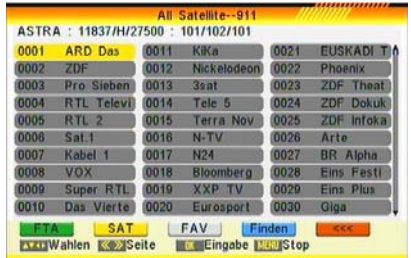 All Satellite--911
ASTRA : 11837/H/27500 : 101/102/101
0001 ARD Das 0011 KiKa 0021 EUSKADI T
0002 ZDF 0012 Nickelodeon 0022 Phoenix
0003 Pro Sieben 0013 3sat 0023 ZDF Theat
0004 RTL Televi 0014 Tele 5 0024 ZDF Dokuk
0005 RTL 2 0015 Terra Nov 0025 ZDF Infoka
0006 Sat.1 0016 N-TV 0026 Arte
0007 Kabel 1 0017 N24 0027 BR Alpha
0008 VOX 0018 Bloomberg 0028 Eins Festi
0009 Super RTL 0019 XXP TV 0029 Eins Plus
0010 Das Vierte 0020 Eurosport 0030 Giga
FTA SAT FAV Finden <<<
Wahlen Seite OK Eingabe MENU Stop